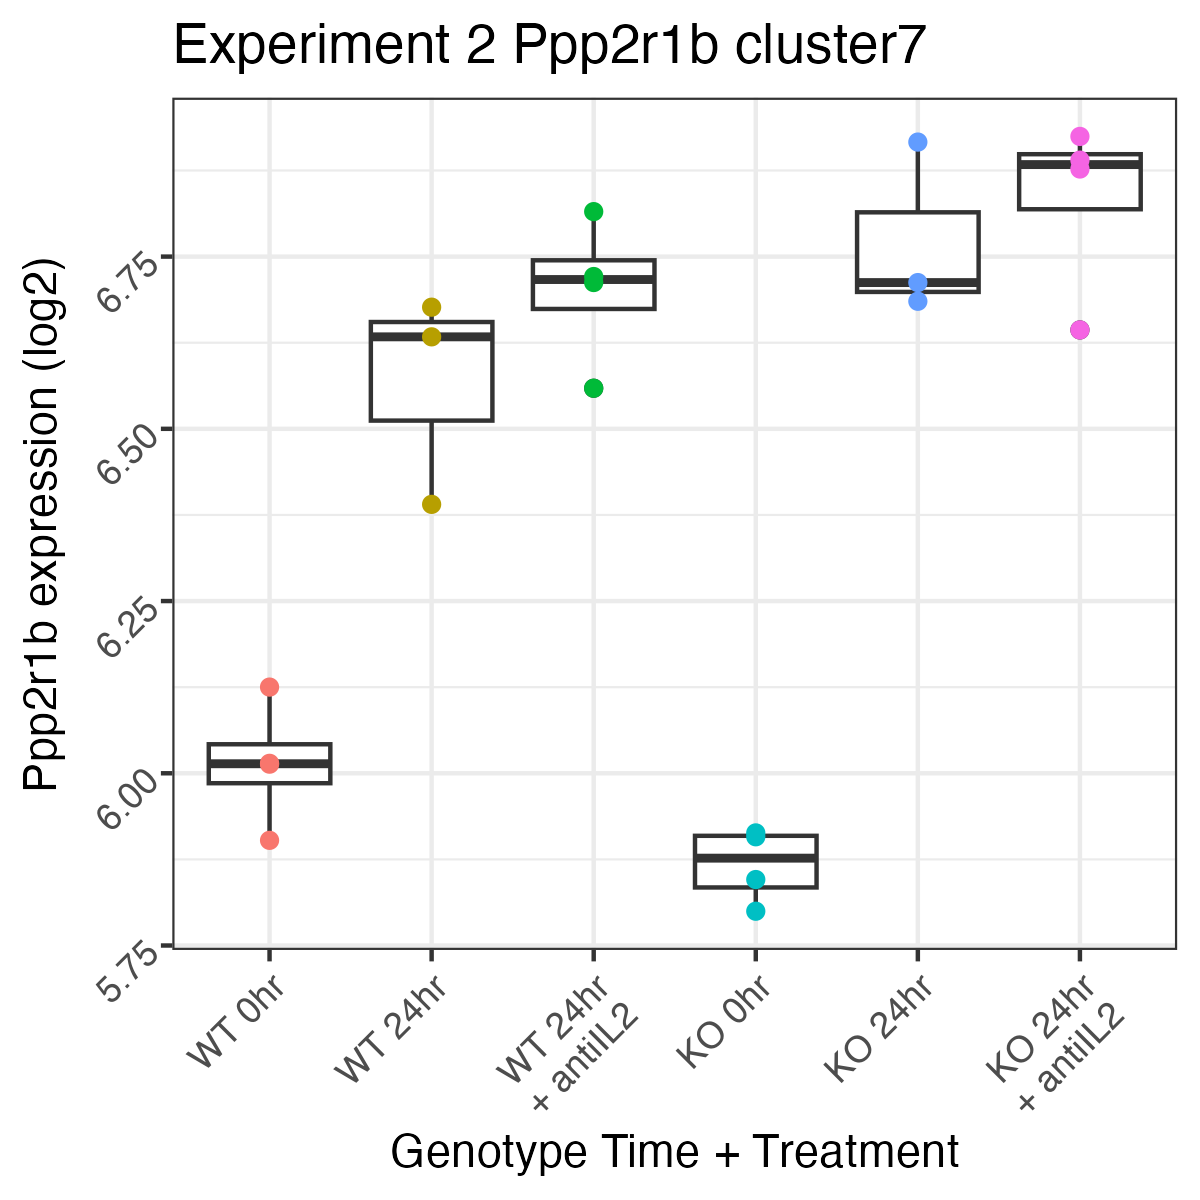 Experiment 2 Ppp2r1b cluster7
Ppp2r1b expression (log2)
6.75
6.50
6.25
6.00
5.75
WT 0hr
WT 24hr
WT 24hr
+ antiIL2
KO 0hr
KO 24hr
KO 24hr
+ antiIL2
Genotype Time + Treatment